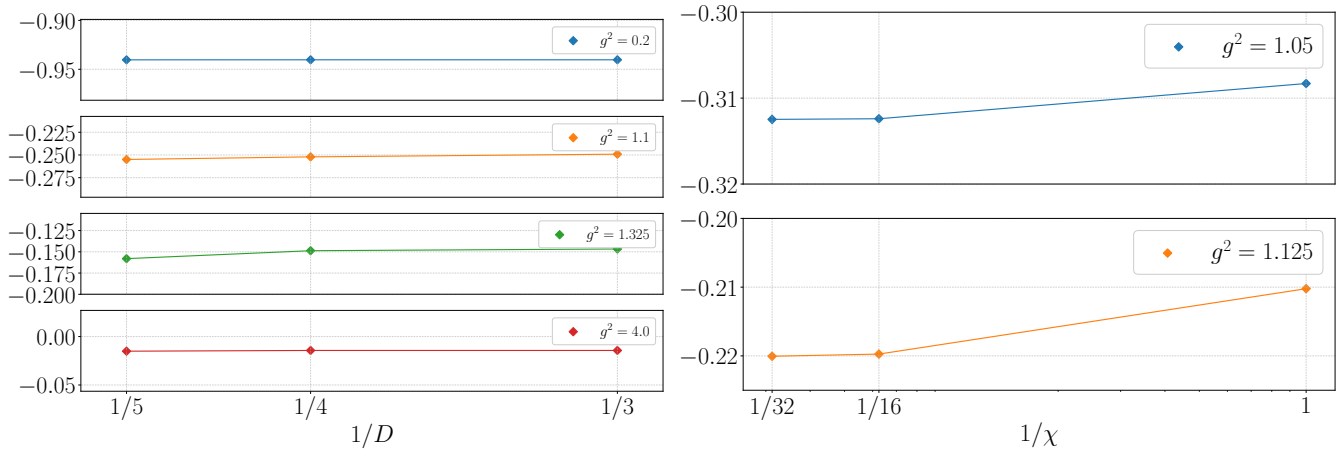 −0.90
−0.95
g² = 0.2
−0.225
−0.250
−0.275
g² = 1.1
−0.125
−0.150
−0.175
−0.200
g² = 1.325
0.00
−0.05
g² = 4.0
1/5 1/4 1/3
1/D
−0.30
−0.31
−0.32
g² = 1.05
−0.20
−0.21
−0.22
g² = 1.125
1/32 1/16 1
1/χ